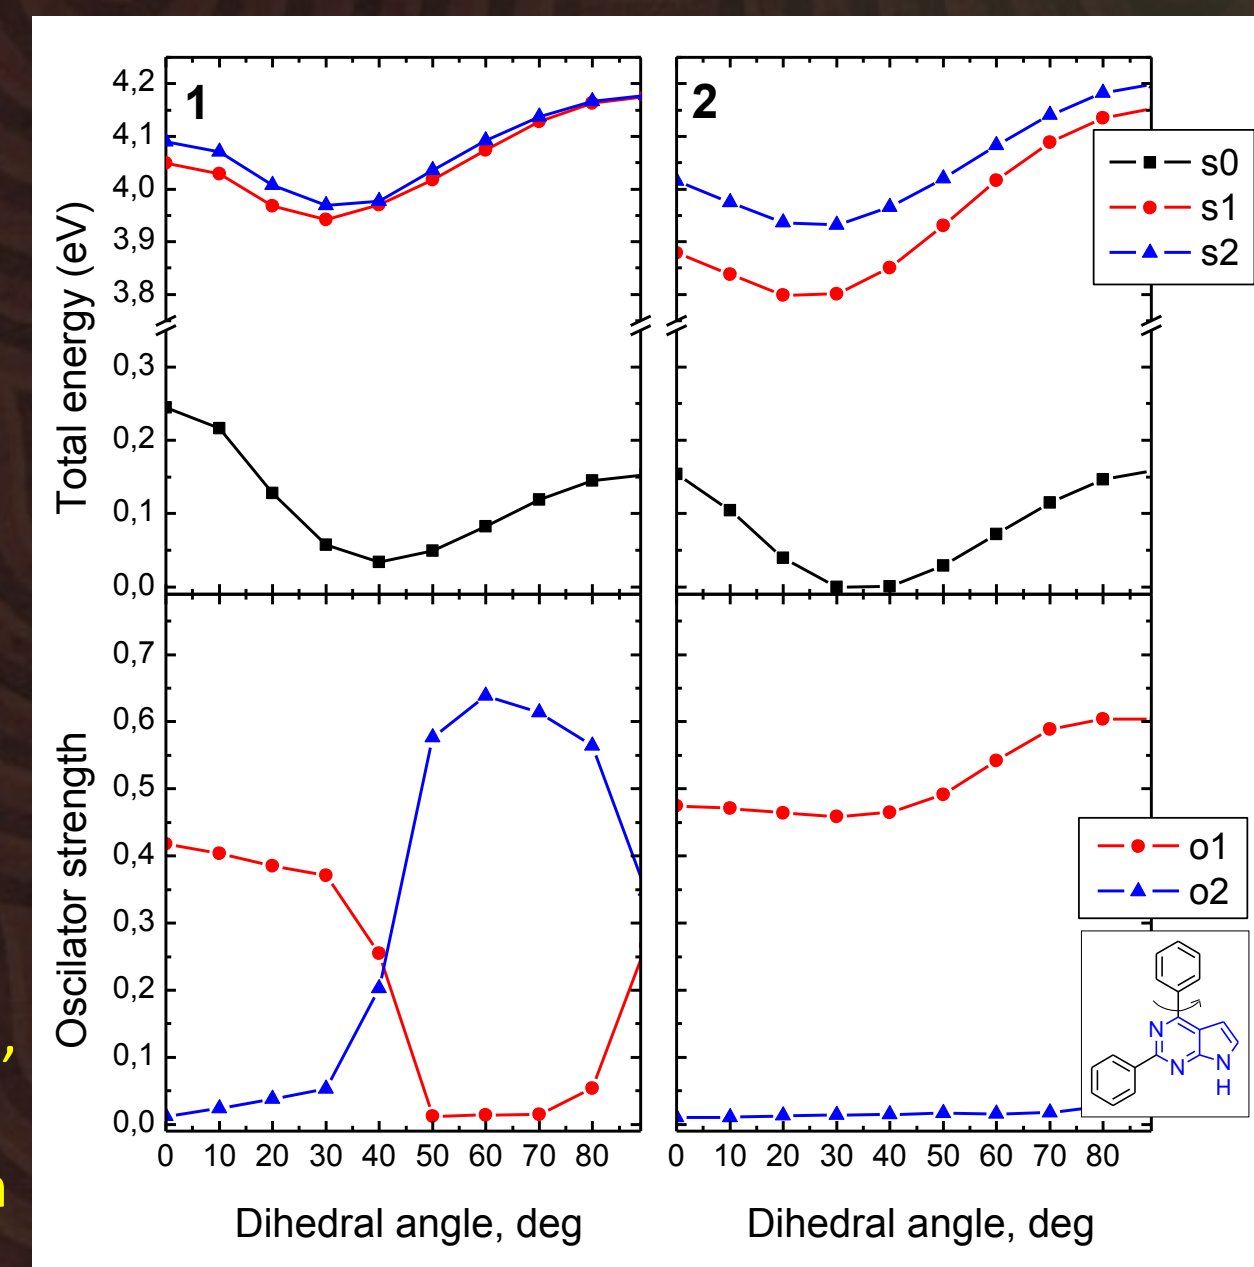 1
2
4,2
4,1
4,0
3,9
3,8
0,3
0,2
0,1
0,0
Total energy (eV)
s0
s1
s2
0,7
0,6
0,5
0,4
0,3
0,2
0,1
0,0
Oscilator strength
o1
o2
N
N
N
H
0 10 20 30 40 50 60 70 80
0 10 20 30 40 50 60 70 80
Dihedral angle, deg
Dihedral angle, deg